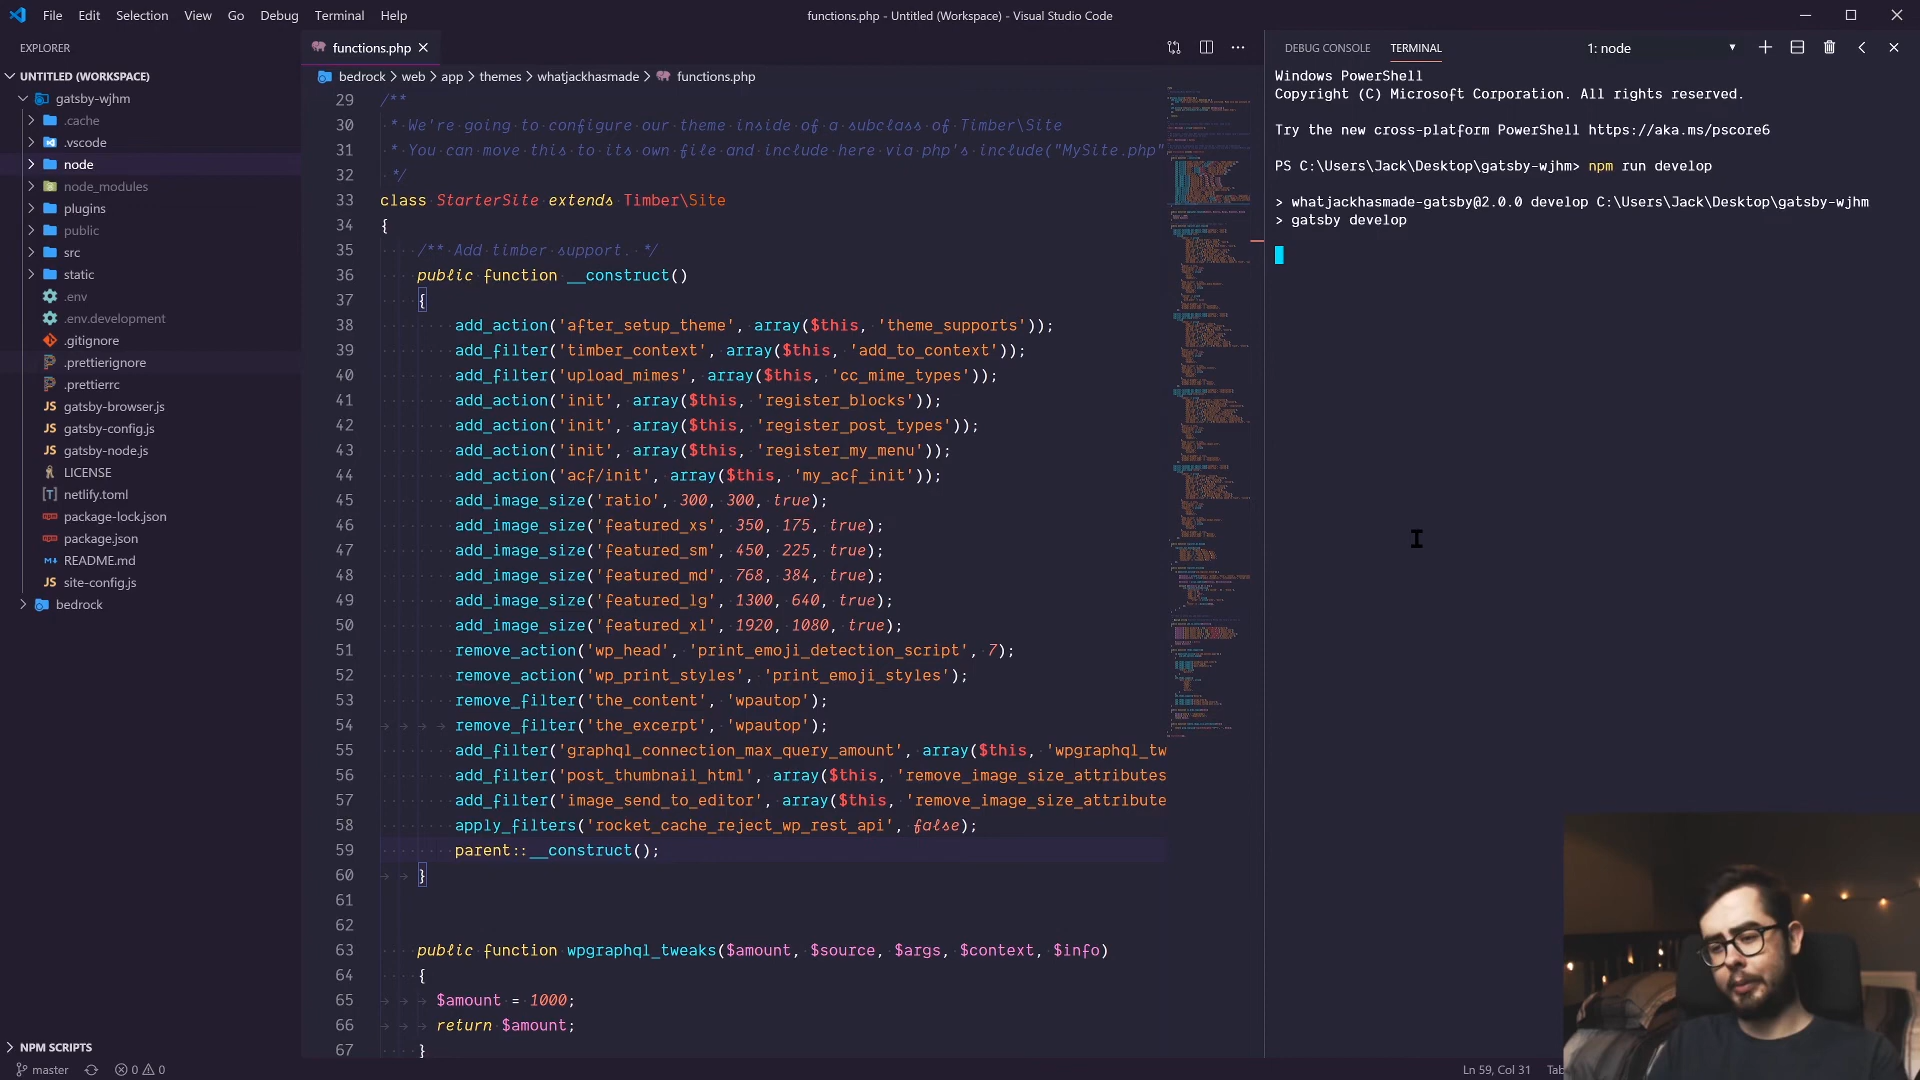 File Edit Selection View Go Debug Terminal Help
functions.php - Untitled (Workspace) - Visual Studio Code
EXPLORER
UNTITLED (WORKSPACE)
gatsby-wjhm
.cache
.vscode
node
node_modules
plugins
public
src
static
.env
.env.development
.gitignore
.prettierignore
.prettierrc
JS gatsby-browser.js
JS gatsby-config.js
JS gatsby-node.js
LICENSE
[T] netlify.toml
package-lock.json
package.json
README.md
JS site-config.js
bedrock
NPM SCRIPTS
master 0 0
functions.php
bedrock > web > app > themes > whatjackhasmade > functions.php
29 /**
30 * We're going to configure our theme inside of a subclass of Timber\Site
31 * You can move this to its own file and include here via php's include("MySite.php"
32 */
33 class StarterSite extends Timber\Site
34 {
35 /** Add timber support. */
36 public function __construct()
37 {
38 add_action('after_setup_theme', array($this, 'theme_supports'));
39 add_filter('timber_context', array($this, 'add_to_context'));
40 add_filter('upload_mimes', array($this, 'cc_mime_types'));
41 add_action('init', array($this, 'register_blocks'));
42 add_action('init', array($this, 'register_post_types'));
43 add_action('init', array($this, 'register_my_menu'));
44 add_action('acf/init', array($this, 'my_acf_init'));
45 add_image_size('ratio', 300, 300, true);
46 add_image_size('featured_xs', 350, 175, true);
47 add_image_size('featured_sm', 450, 225, true);
48 add_image_size('featured_md', 768, 384, true);
49 add_image_size('featured_lg', 1300, 640, true);
50 add_image_size('featured_xl', 1920, 1080, true);
51 remove_action('wp_head', 'print_emoji_detection_script', 7);
52 remove_action('wp_print_styles', 'print_emoji_styles');
53 remove_filter('the_content', 'wpautop');
54 remove_filter('the_excerpt', 'wpautop');
55 add_filter('graphql_connection_max_query_amount', array($this, 'wpgraphql_tw
56 add_filter('post_thumbnail_html', array($this, 'remove_image_size_attributes
57 add_filter('image_send_to_editor', array($this, 'remove_image_size_attribute
58 apply_filters('rocket_cache_reject_wp_rest_api', false);
59 parent::__construct();
60 }
61
62
63 public function wpgraphql_tweaks($amount, $source, $args, $context, $info)
64 {
65 $amount = 1000;
66 return $amount;
67 }
DEBUG CONSOLE TERMINAL 1: node
Windows PowerShell
Copyright (C) Microsoft Corporation. All rights reserved.
Try the new cross-platform PowerShell https://aka.ms/pscore6
PS C:\Users\Jack\Desktop\gatsby-wjhm> npm run develop
> whatjackhasmade-gatsby@2.0.0 develop C:\Users\Jack\Desktop\gatsby-wjhm
> gatsby develop
Ln 59, Col 31 Tab